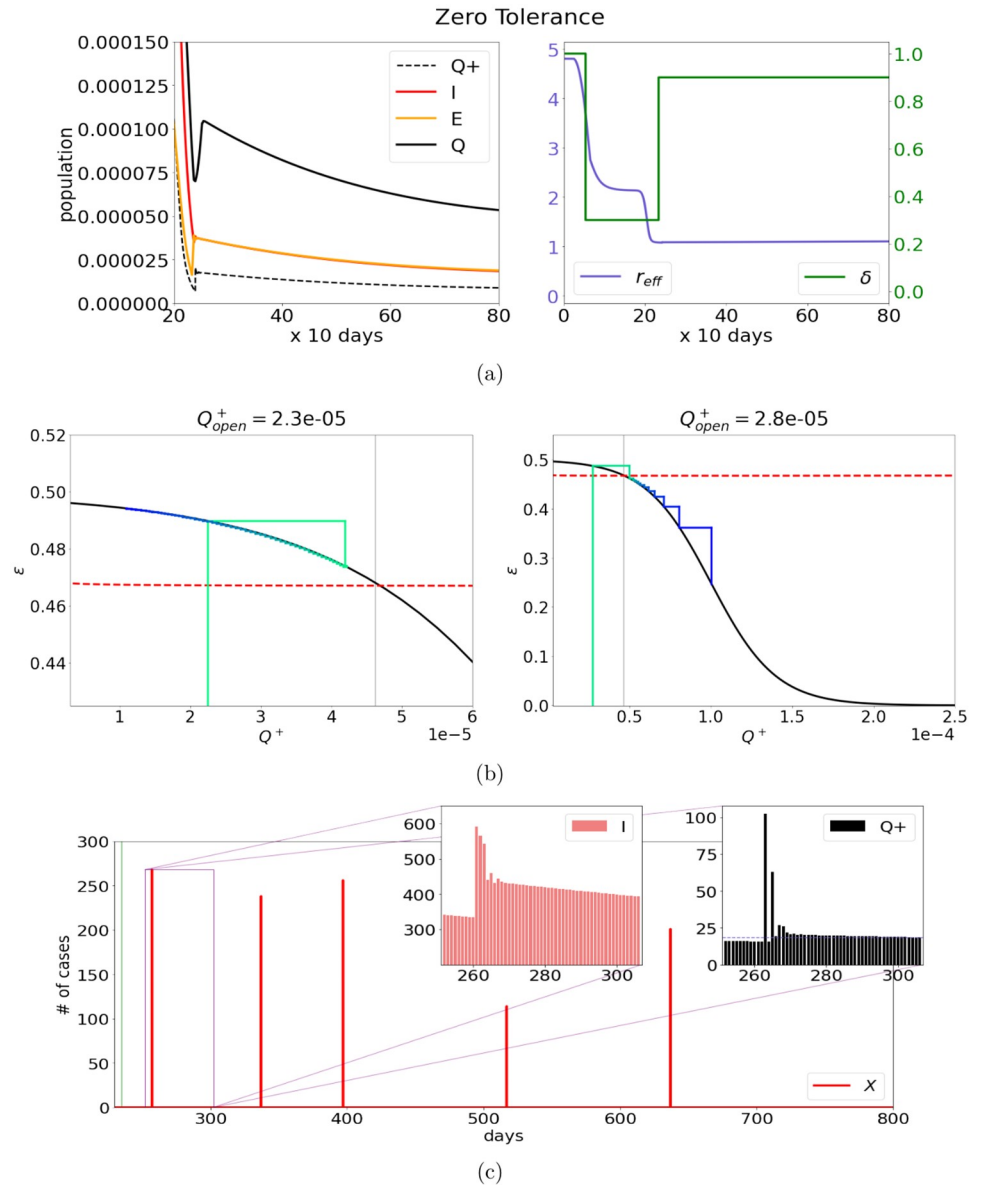 Zero Tolerance
0.000150
0.000125
0.000100
0.000075
0.000050
0.000025
0.000000
population
20 40 60 80
x 10 days
Q+
I
E
Q
5
4
3
2
1
0
1.0
0.8
0.6
0.4
0.2
0.0
r_eff
δ
0 20 40 60 80
x 10 days
(a)
Q⁺_open = 2.3e-05
0.52
0.50
0.48
0.46
0.44
ε
1 2 3 4 5 6
Q⁺ 1e−5
Q⁺_open = 2.8e-05
0.5
0.4
0.3
0.2
0.1
0.0
ε
0.5 1.0 1.5 2.0 2.5
Q⁺ 1e−4
(b)
300
250
200
150
100
50
0
# of cases
600
500
400
300
I
260 280 300
100
75
50
25
0
Q+
260 280 300
X
300 400 500 600 700 800
days
(c)